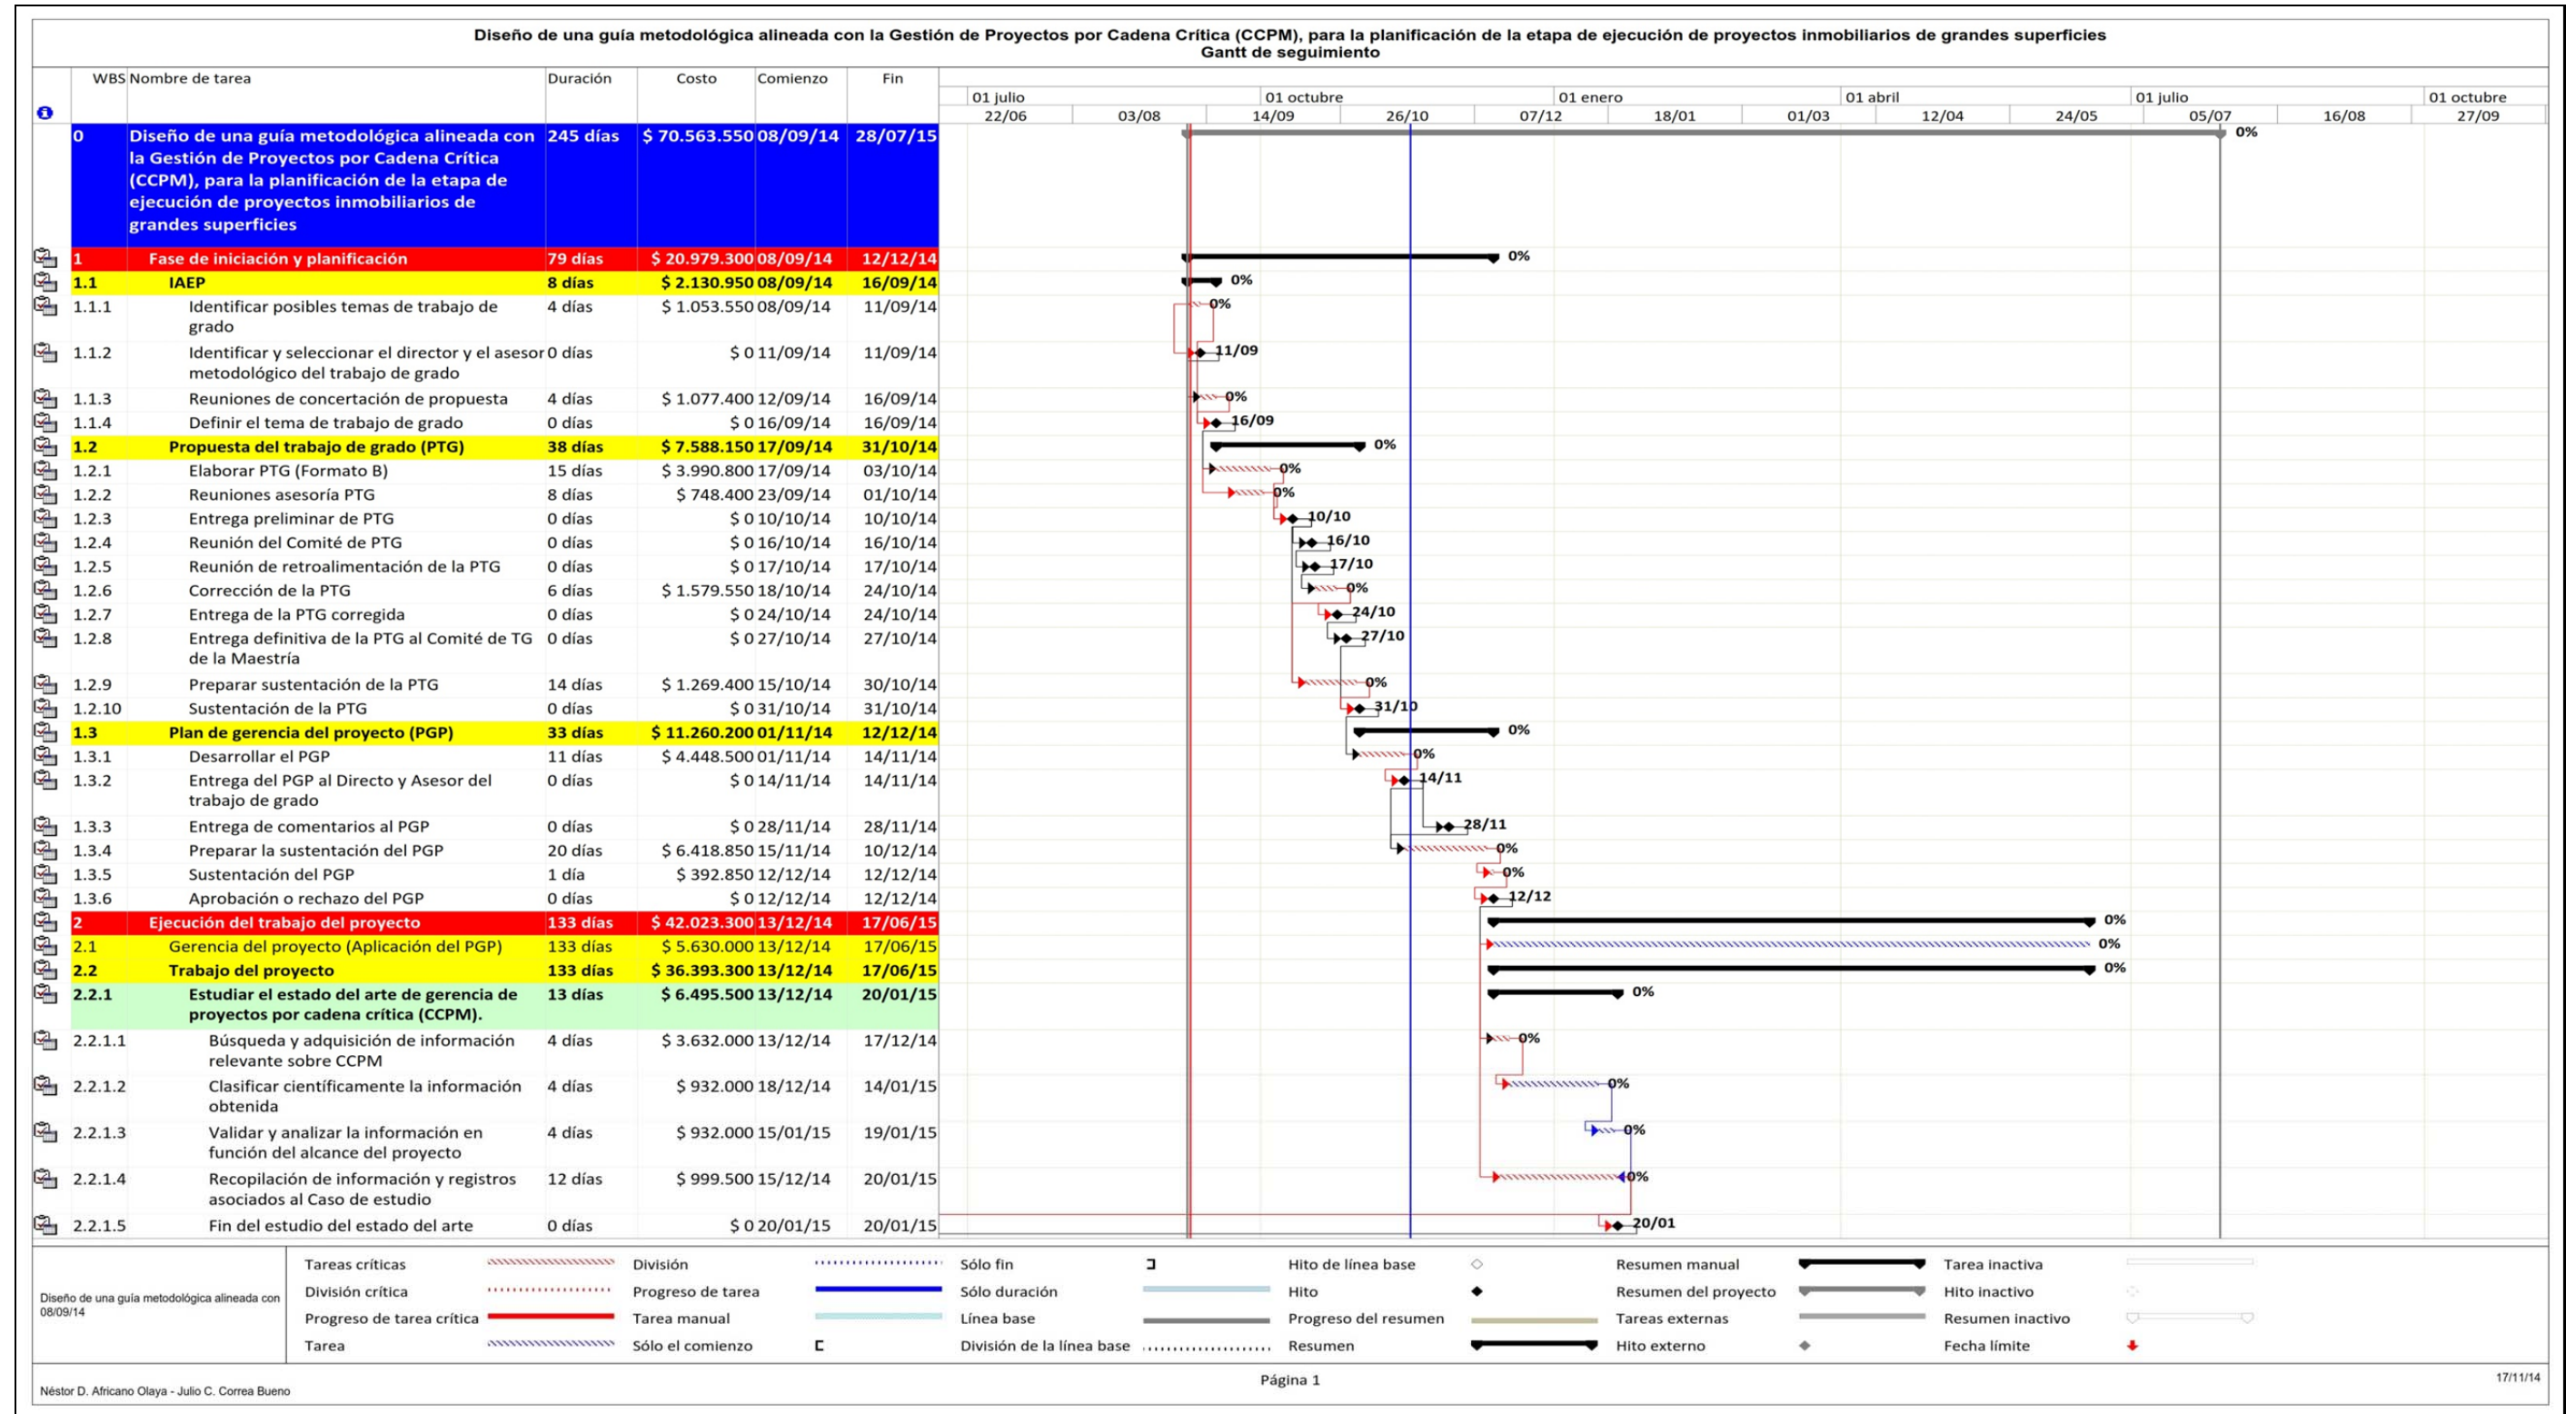 Diseño de una guía metodológica alineada con la Gestión de Proyectos por Cadena Crítica (CCPM), para la planificación de la etapa de ejecución de proyectos inmobiliarios de grandes superficies
Gantt de seguimiento
WBS Nombre de tarea Duración Costo Comienzo Fin
01 julio 01 octubre 01 enero 01 abril 01 julio 01 octubre
22/06 03/08 14/09 26/10 07/12 18/01 01/03 12/04 24/05 05/07 16/08 27/09
0 Diseño de una guía metodológica alineada con 245 días $ 70.563.550 08/09/14 28/07/15 0%
la Gestión de Proyectos por Cadena Crítica
(CCPM), para la planificación de la etapa de
ejecución de proyectos inmobiliarios de
grandes superficies
1 Fase de iniciación y planificación 79 días $ 20.979.300 08/09/14 12/12/14 0%
1.1 IAEP 8 días $ 2.130.950 08/09/14 16/09/14 0%
1.1.1 Identificar posibles temas de trabajo de 4 días $ 1.053.550 08/09/14 11/09/14 0%
grado
1.1.2 Identificar y seleccionar el director y el asesor 0 días $ 0 11/09/14 11/09/14 11/09
metodológico del trabajo de grado
1.1.3 Reuniones de concertación de propuesta 4 días $ 1.077.400 12/09/14 16/09/14 0%
1.1.4 Definir el tema de trabajo de grado 0 días $ 0 16/09/14 16/09/14 16/09
1.2 Propuesta del trabajo de grado (PTG) 38 días $ 7.588.150 17/09/14 31/10/14 0%
1.2.1 Elaborar PTG (Formato B) 15 días $ 3.990.800 17/09/14 03/10/14 0%
1.2.2 Reuniones asesoría PTG 8 días $ 748.400 23/09/14 01/10/14 0%
1.2.3 Entrega preliminar de PTG 0 días $ 0 10/10/14 10/10/14 10/10
1.2.4 Reunión del Comité de PTG 0 días $ 0 16/10/14 16/10/14 16/10
1.2.5 Reunión de retroalimentación de la PTG 0 días $ 0 17/10/14 17/10/14 17/10
1.2.6 Corrección de la PTG 6 días $ 1.579.550 18/10/14 24/10/14 0%
1.2.7 Entrega de la PTG corregida 0 días $ 0 24/10/14 24/10/14 24/10
1.2.8 Entrega definitiva de la PTG al Comité de TG 0 días $ 0 27/10/14 27/10/14 27/10
de la Maestría
1.2.9 Preparar sustentación de la PTG 14 días $ 1.269.400 15/10/14 30/10/14 0%
1.2.10 Sustentación de la PTG 0 días $ 0 31/10/14 31/10/14 31/10
1.3 Plan de gerencia del proyecto (PGP) 33 días $ 11.260.200 01/11/14 12/12/14 0%
1.3.1 Desarrollar el PGP 11 días $ 4.448.500 01/11/14 14/11/14 0%
1.3.2 Entrega del PGP al Directo y Asesor del 0 días $ 0 14/11/14 14/11/14 14/11
trabajo de grado
1.3.3 Entrega de comentarios al PGP 0 días $ 0 28/11/14 28/11/14 28/11
1.3.4 Preparar la sustentación del PGP 20 días $ 6.418.850 15/11/14 10/12/14 0%
1.3.5 Sustentación del PGP 1 día $ 392.850 12/12/14 12/12/14 0%
1.3.6 Aprobación o rechazo del PGP 0 días $ 0 12/12/14 12/12/14 12/12
2 Ejecución del trabajo del proyecto 133 días $ 42.023.300 13/12/14 17/06/15 0%
2.1 Gerencia del proyecto (Aplicación del PGP) 133 días $ 5.630.000 13/12/14 17/06/15 0%
2.2 Trabajo del proyecto 133 días $ 36.393.300 13/12/14 17/06/15 0%
2.2.1 Estudiar el estado del arte de gerencia de 13 días $ 6.495.500 13/12/14 20/01/15 0%
proyectos por cadena crítica (CCPM).
2.2.1.1 Búsqueda y adquisición de información 4 días $ 3.632.000 13/12/14 17/12/14 0%
relevante sobre CCPM
2.2.1.2 Clasificar científicamente la información 4 días $ 932.000 18/12/14 14/01/15 0%
obtenida
2.2.1.3 Validar y analizar la información en 4 días $ 932.000 15/01/15 19/01/15 0%
función del alcance del proyecto
2.2.1.4 Recopilación de información y registros 12 días $ 999.500 15/12/14 20/01/15 0%
asociados al Caso de estudio
2.2.1.5 Fin del estudio del estado del arte 0 días $ 0 20/01/15 20/01/15 20/01
Diseño de una guía metodológica alineada con
08/09/14
Tareas críticas División Sólo fin Hito de línea base Resumen manual Tarea inactiva
División crítica Progreso de tarea Sólo duración Hito Resumen del proyecto Hito inactivo
Progreso de tarea crítica Tarea manual Línea base Progreso del resumen Tareas externas Resumen inactivo
Tarea Sólo el comienzo División de la línea base Resumen Hito externo Fecha límite
Néstor D. Africano Olaya - Julio C. Correa Bueno Página 1 17/11/14